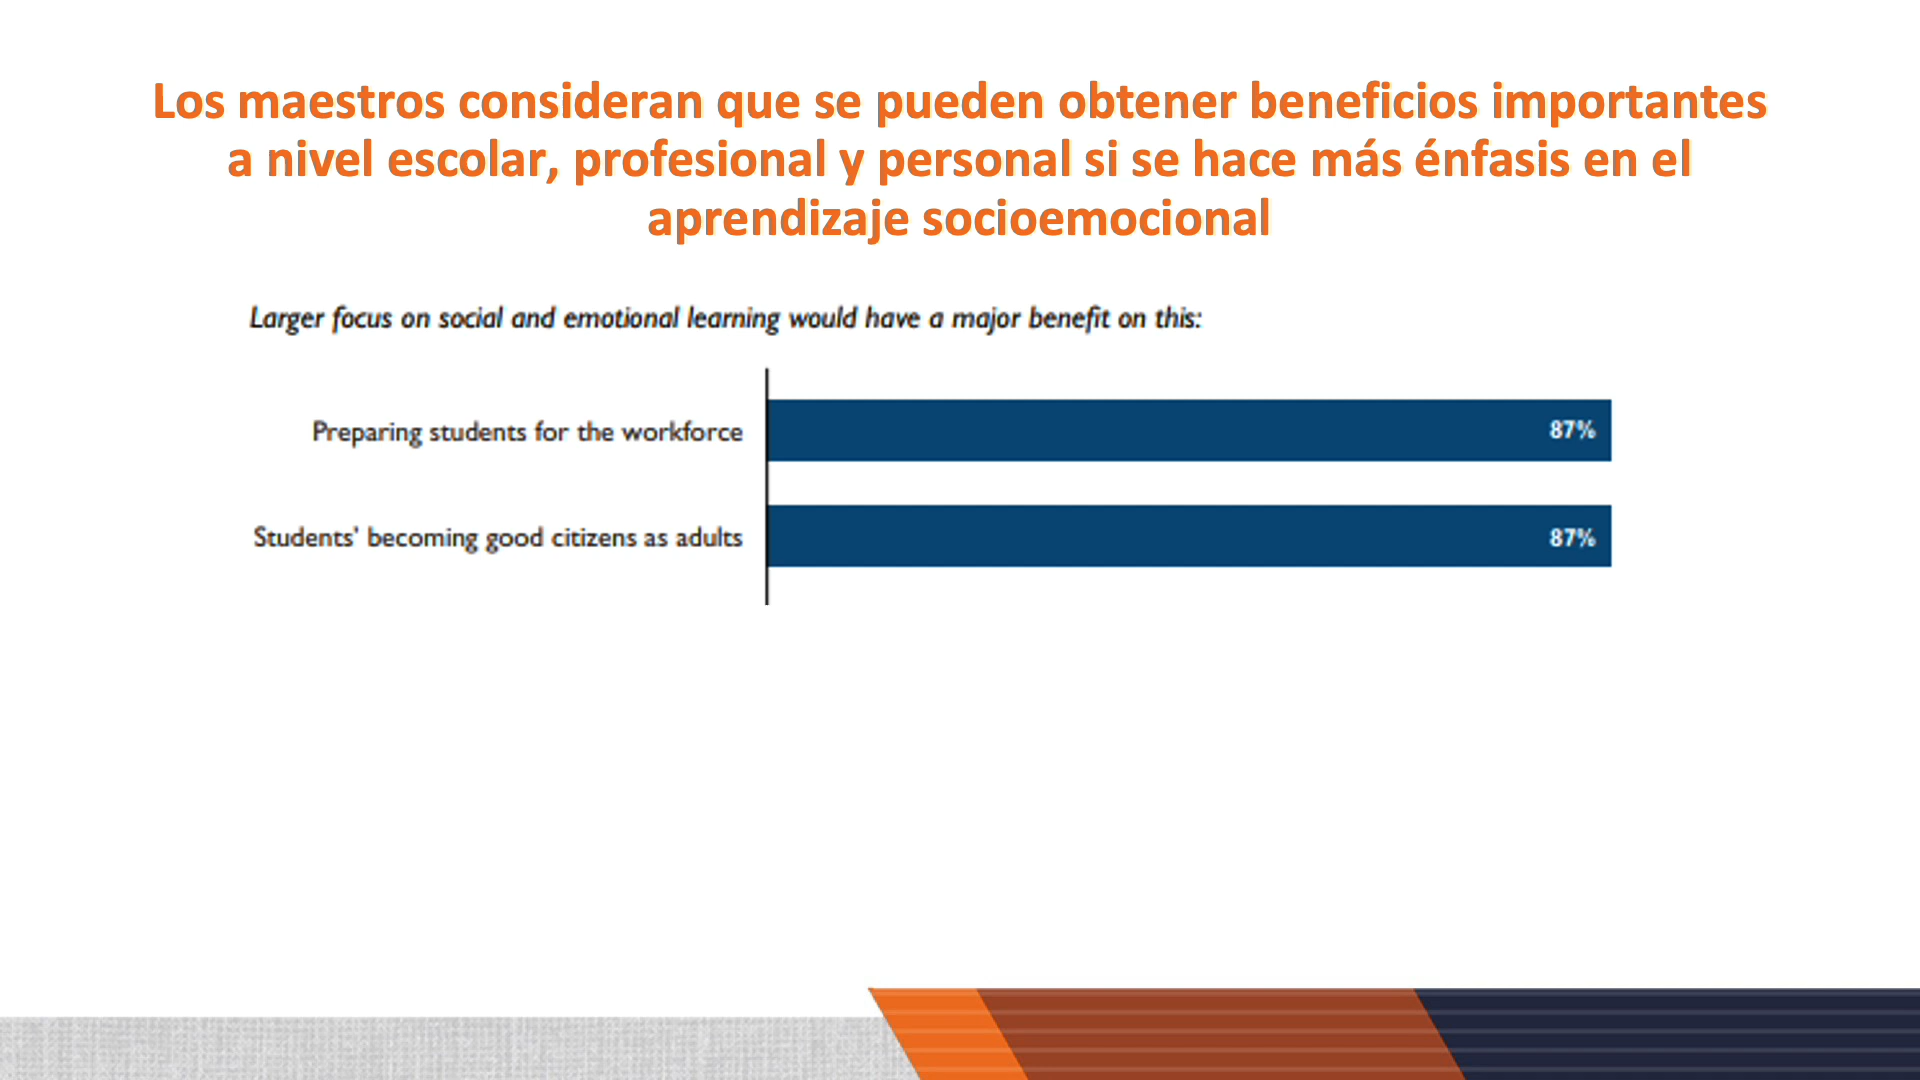 Los maestros consideran que se pueden obtener beneficios importantes
a nivel escolar, profesional y personal si se hace más énfasis en el
aprendizaje socioemocional
Larger focus on social and emotional learning would have a major benefit on this:
Preparing students for the workforce
87%
Students' becoming good citizens as adults
87%